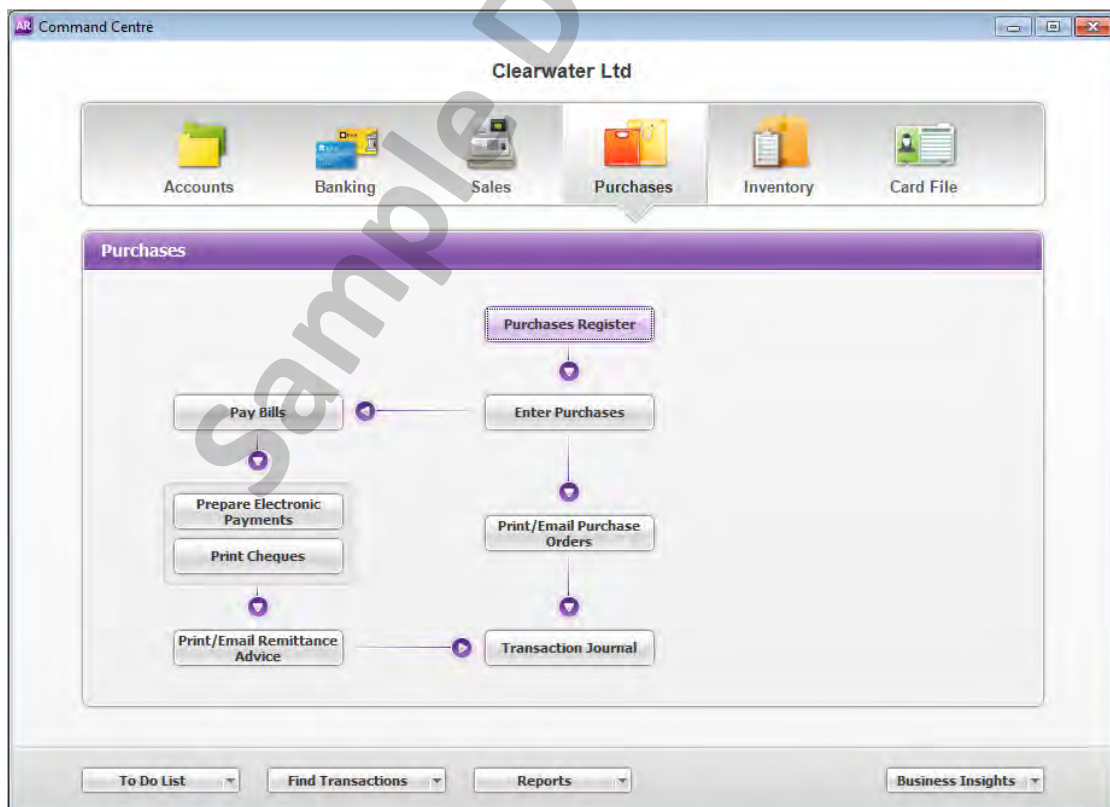 AR Command Centre
Clearwater Ltd
Accounts Banking Sales Purchases Inventory Card File
Purchases
Purchases Register
Pay Bills
Enter Purchases
Prepare Electronic
Payments
Print Cheques
Print/Email Purchase
Orders
Print/Email Remittance
Advice
Transaction Journal
To Do List
Find Transactions
Reports
Business Insights
Sample D